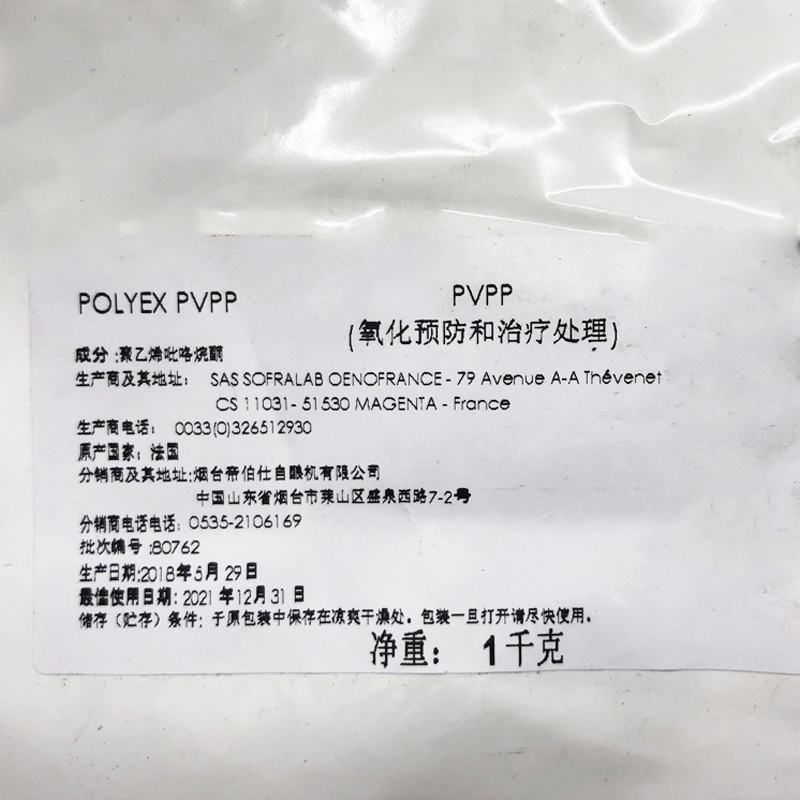 POLYEX PVPP
PVPP
(氧化预防和治疗处理)
成分:聚乙烯吡咯烷酮
生产商及其地址: SAS SOFRALAB OENOFRANCE - 79 Avenue A-A Thévenet
CS 11031- 51530 MAGENTA - France
生产商电话: 0033(0)326512930
原产国家:法国
分销商及其地址:烟台帝伯仕自酿机有限公司
中国山东省烟台市莱山区盛泉西路7-2号
分销商电话电话: 0535-2106169
批次编号:80762
生产日期:2018年5月29日
最佳使用日期: 2021年12月31日
储存(贮存)条件: 于原包装中保存在凉爽干燥处。包装一旦打开请尽快使用。
净重: 1千克